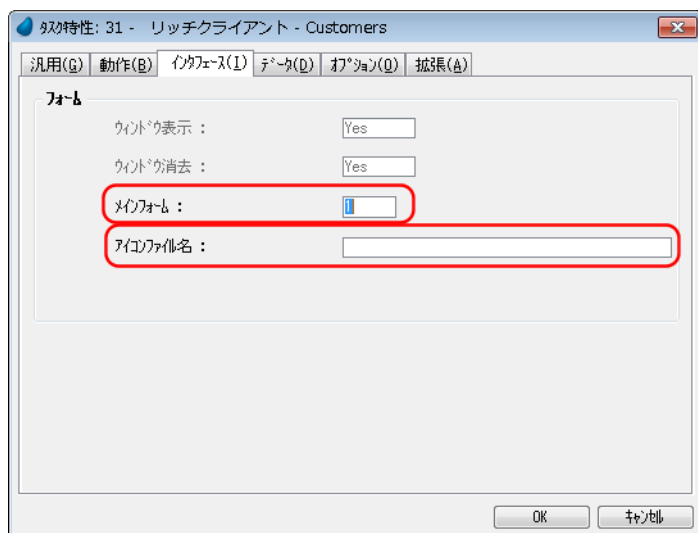 ﾀｽｸ特性: 31 - リッチクライアント - Customers
汎用(G) 動作(B) ｲﾝﾀﾌｪｰｽ(I) ﾃﾞｰﾀ(D) ｵﾌﾟｼｮﾝ(O) 拡張(A)
ﾌｫｰﾑ
ｳｨﾝﾄﾞｳ表示 : Yes
ｳｨﾝﾄﾞｳ消去 : Yes
ﾒｲﾝﾌｫｰﾑ : 1
ｱｲｺﾝﾌｧｲﾙ名 :
OK ｷｬﾝｾﾙ